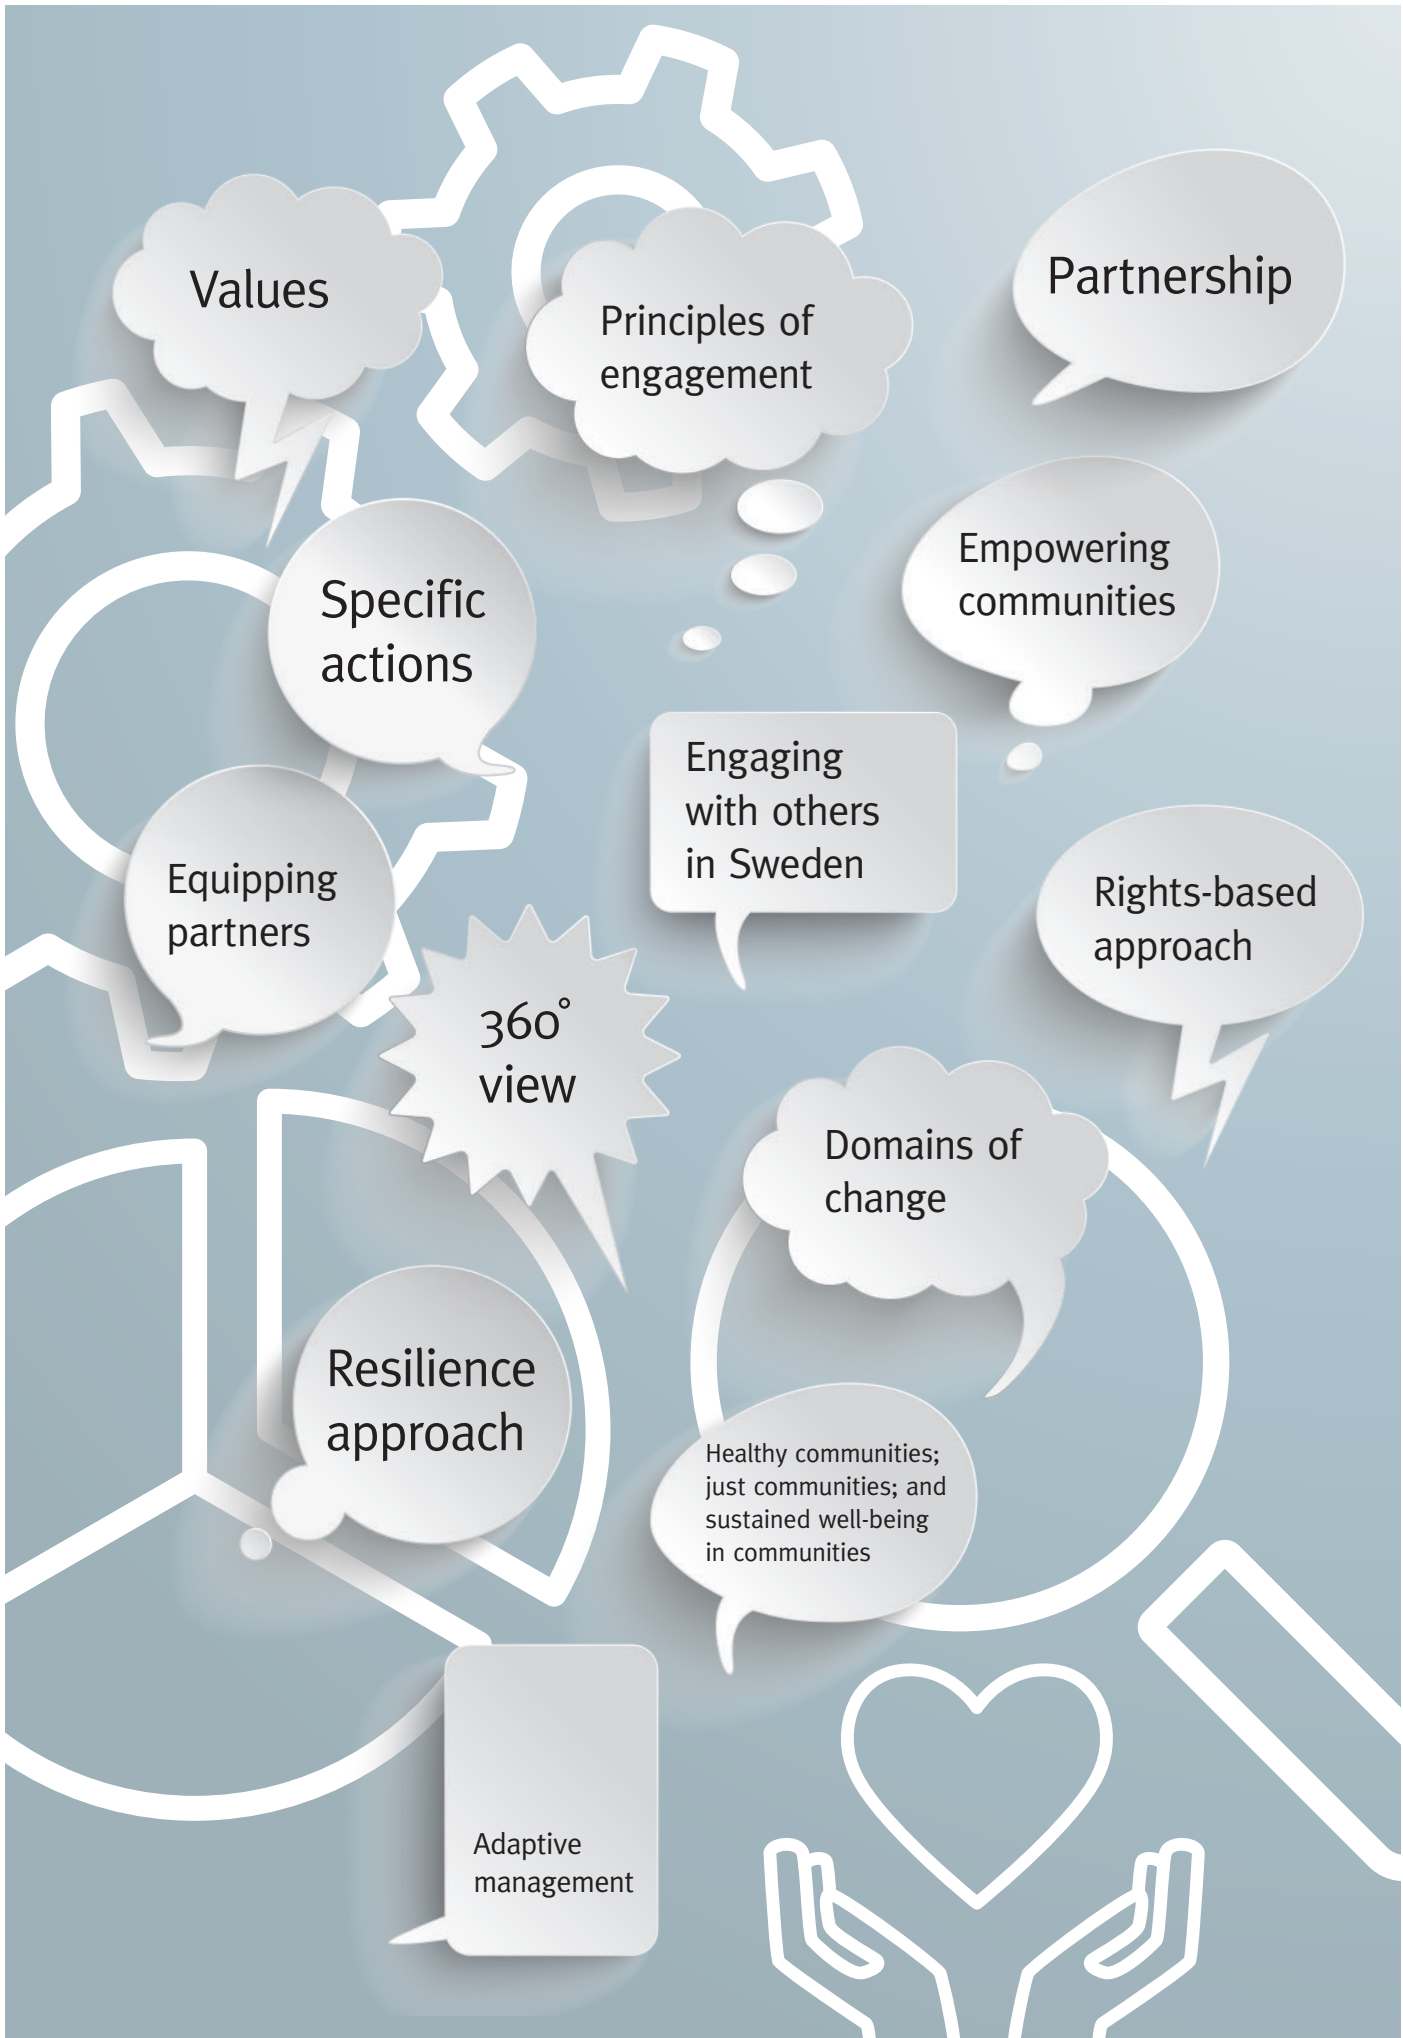 Values
Principles of
engagement
Partnership
Empowering
communities
Specific
actions
Engaging
with others
in Sweden
Equipping
partners
Rights-based
approach
360°
view
Domains of
change
Resilience
approach
Healthy communities;
just communities; and
sustained well-being
in communities
Adaptive
management